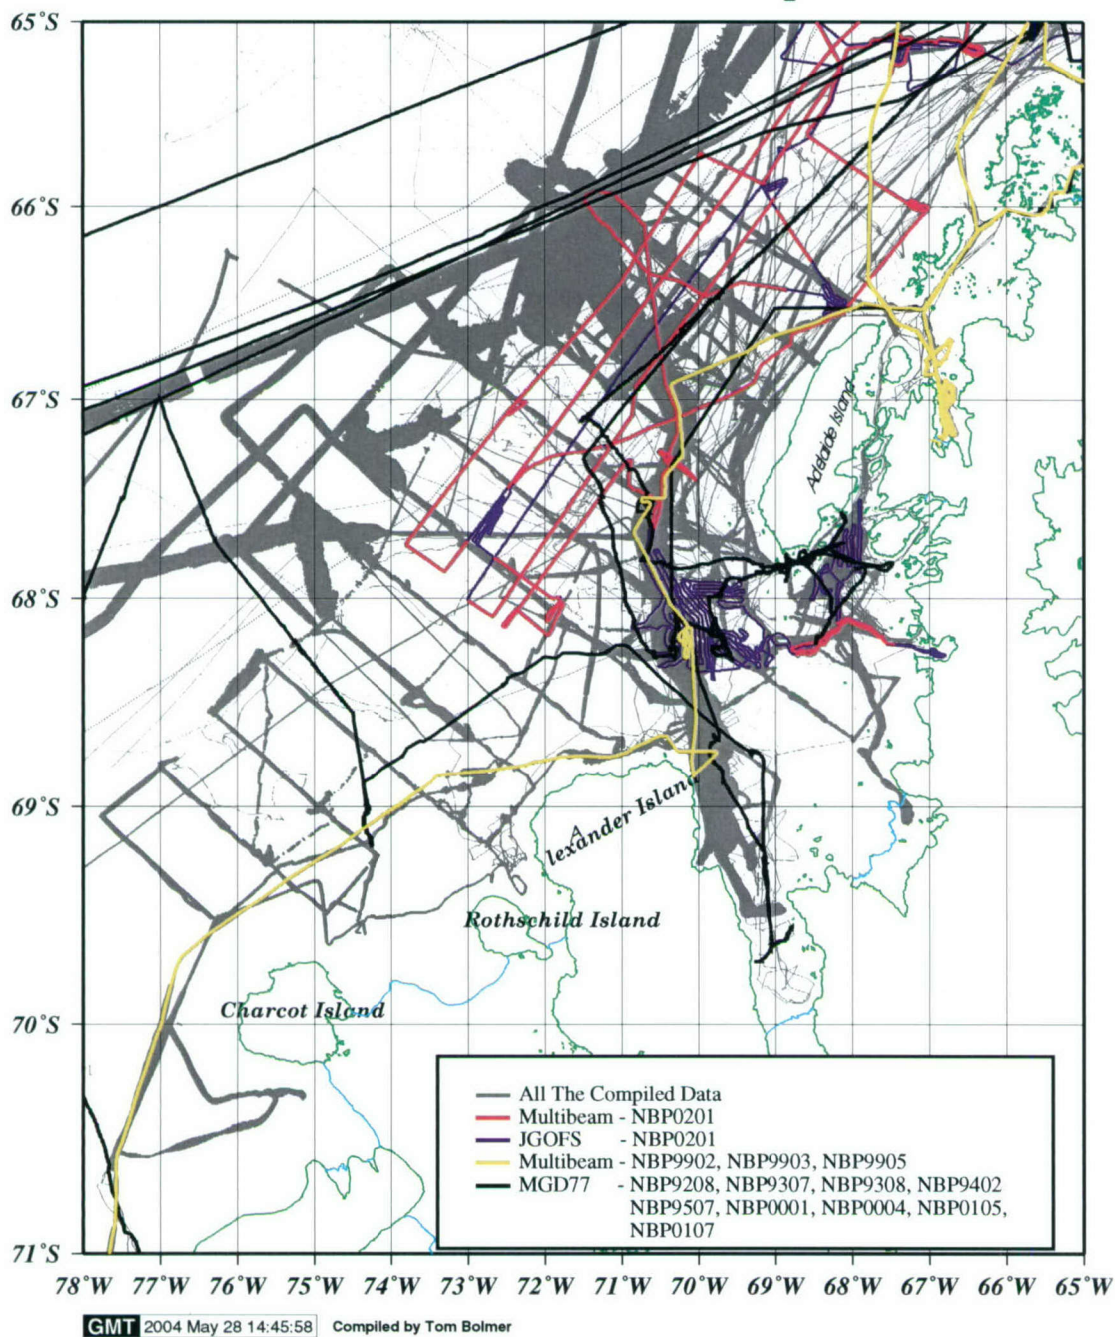 65°S
66°S
67°S
68°S
69°S
70°S
71°S
Adelaide Island
Alexander Island
Rothschild Island
Charcot Island
All The Compiled Data
Multibeam - NBP0201
JGOFS - NBP0201
Multibeam - NBP9902, NBP9903, NBP9905
MGD77 - NBP9208, NBP9307, NBP9308, NBP9402
NBP9507, NBP0001, NBP0004, NBP0105,
NBP0107
78°W 77°W 76°W 75°W 74°W 73°W 72°W 71°W 70°W 69°W 68°W 67°W 66°W 65°W
GMT 2004 May 28 14:45:58 Compiled by Tom Bolmer